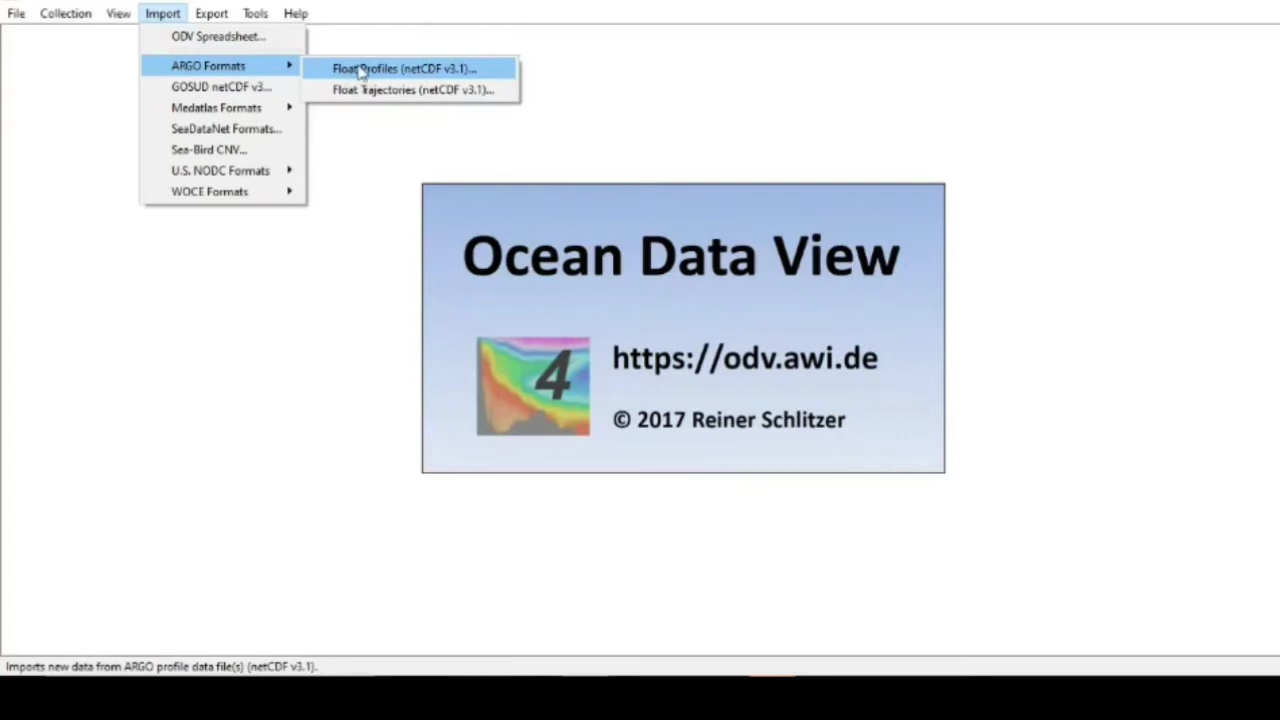 File Collection View Import Export Tools Help
ODV Spreadsheet...
ARGO Formats
Float Profiles (netCDF v3.1)...
GOSUD netCDF v3...
Float Trajectories (netCDF v3.1)...
Medatlas Formats
SeaDataNet Formats...
Sea-Bird CNV...
U.S. NODC Formats
WOCE Formats
Ocean Data View
4
https://odv.awi.de
© 2017 Reiner Schlitzer
Imports new data from ARGO profile data file(s) (netCDF v3.1).